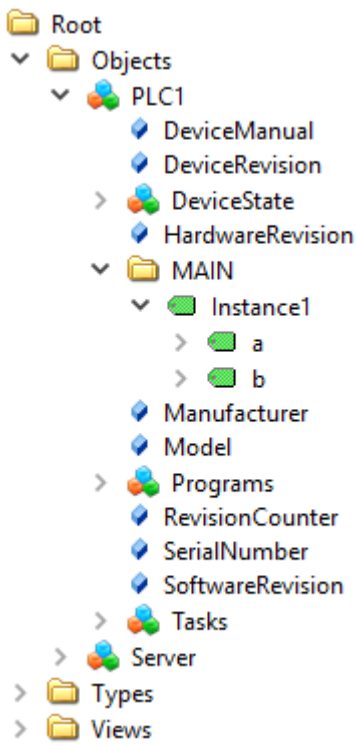 Root
Objects
PLC1
DeviceManual
DeviceRevision
DeviceState
HardwareRevision
MAIN
Instance1
a
b
Manufacturer
Model
Programs
RevisionCounter
SerialNumber
SoftwareRevision
Tasks
Server
Types
Views